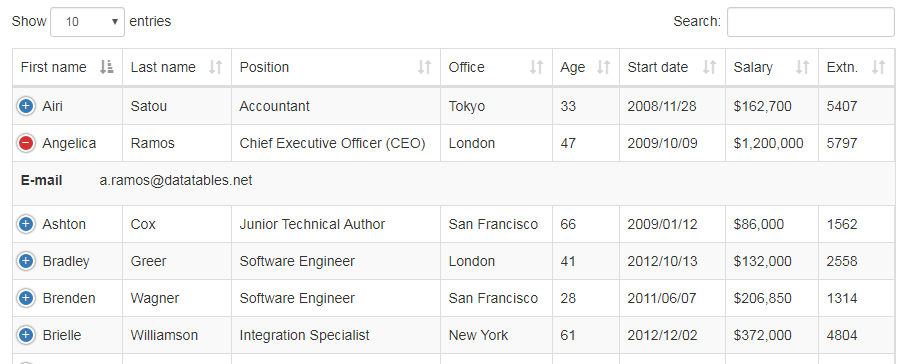 Show 10 entries Search:
First name Last name Position Office Age Start date Salary Extn.
Airi Satou Accountant Tokyo 33 2008/11/28 $162,700 5407
Angelica Ramos Chief Executive Officer (CEO) London 47 2009/10/09 $1,200,000 5797
E-mail a.ramos@datatables.net
Ashton Cox Junior Technical Author San Francisco 66 2009/01/12 $86,000 1562
Bradley Greer Software Engineer London 41 2012/10/13 $132,000 2558
Brenden Wagner Software Engineer San Francisco 28 2011/06/07 $206,850 1314
Brielle Williamson Integration Specialist New York 61 2012/12/02 $372,000 4804